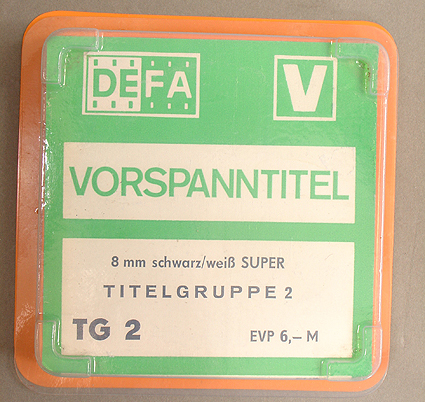 DEFA V
VORSPANNTITEL
8 mm schwarz/weiß SUPER
TITELGRUPPE 2
TG 2 EVP 6,– M